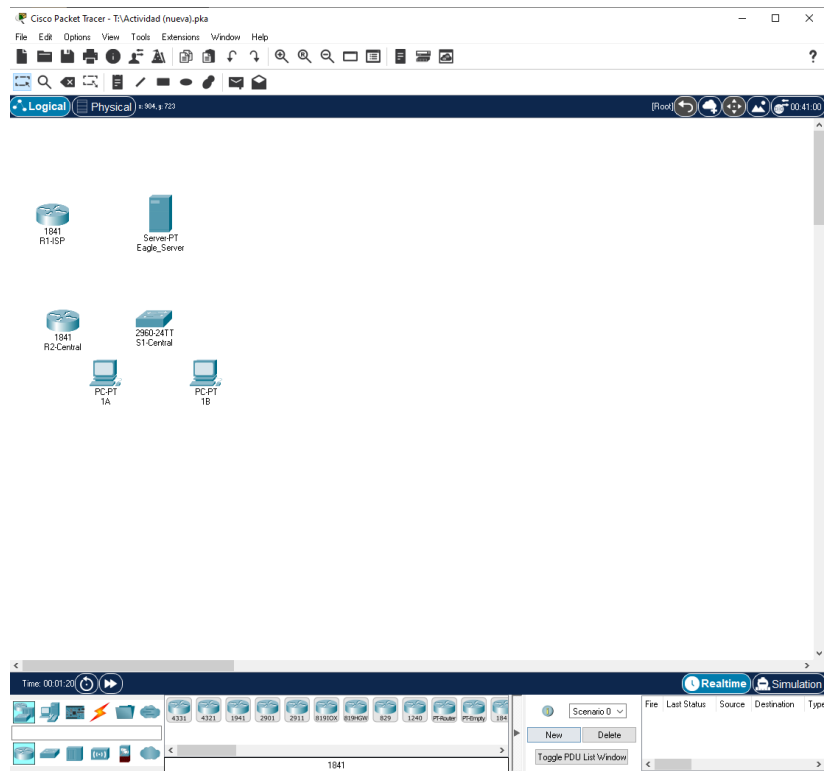 Cisco Packet Tracer - T:\Actividad (nueva).pka
File Edit Options View Tools Extensions Window Help
?
Logical Physical x: 904, y: 723 [Root] 00:41:00
1841
R1-ISP
Server-PT
Eagle_Server
1841
R2-Central
2960-24TT
S1-Central
PC-PT
1A
PC-PT
1B
Time: 00:01:20 Realtime Simulation
4331 4321 1941 2901 2911 819IOX 819HGW 829 1240 PT-Router PT-Empty 184
1841
Scenario 0
New Delete
Toggle PDU List Window
Fire Last Status Source Destination Type